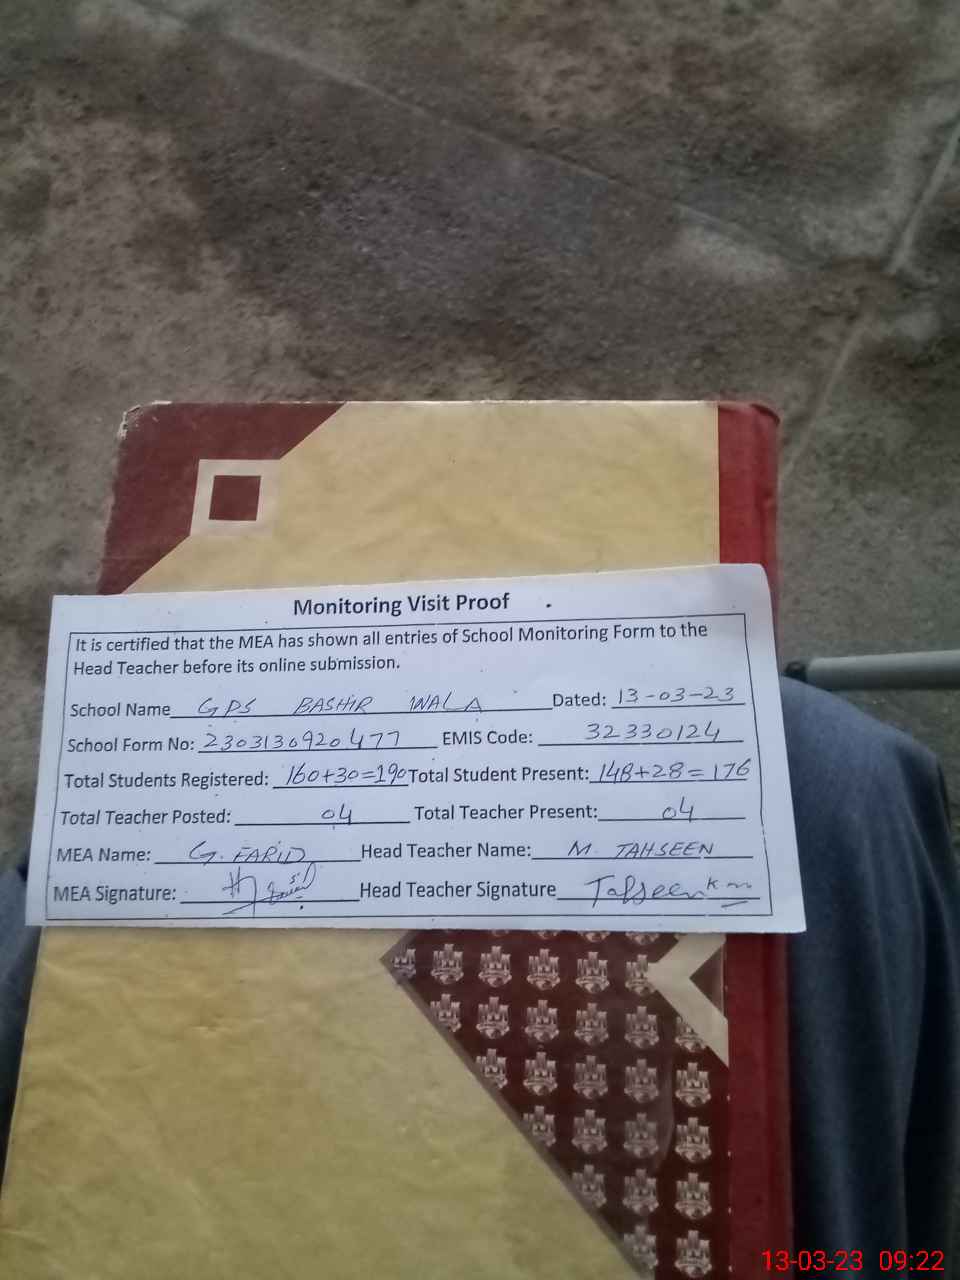 Monitoring Visit Proof
It is certified that the MEA has shown all entries of School Monitoring Form to the
Head Teacher before its online submission.
School Name GPS BASHIR WALA Dated: 13-03-23
School Form No: 2303130920477 EMIS Code: 32330124
Total Students Registered: 160+30=190 Total Student Present: 148+28=176
Total Teacher Posted: 04 Total Teacher Present: 04
MEA Name: G. FARID Head Teacher Name: M. TAHSEEN
MEA Signature: Head Teacher Signature Tahseen
13-03-23 09:22